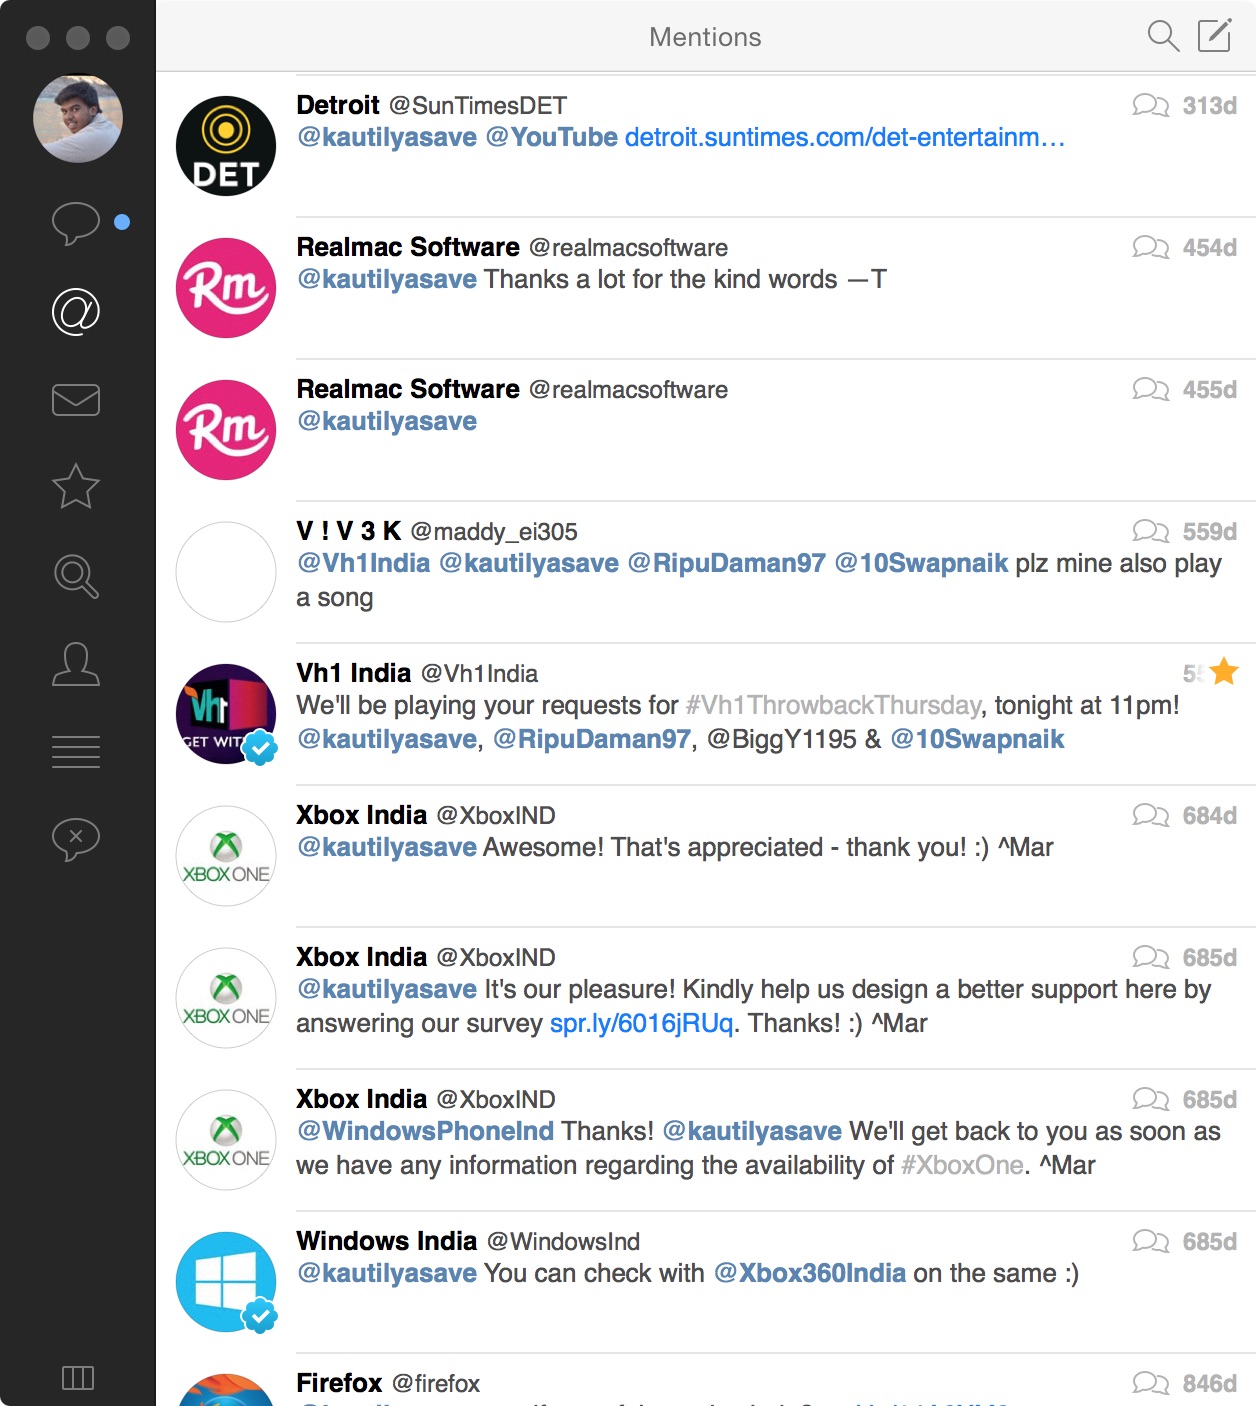 Mentions
Detroit @SunTimesDET 313d
@kautilyasave @YouTube detroit.suntimes.com/det-entertainm…
DET
Realmac Software @realmacsoftware 454d
@kautilyasave Thanks a lot for the kind words —T
Rm
Realmac Software @realmacsoftware 455d
@kautilyasave
Rm
V ! V 3 K @maddy_ei305 559d
@Vh1India @kautilyasave @RipuDaman97 @10Swapnaik plz mine also play
a song
Vh1 India @Vh1India
We'll be playing your requests for #Vh1ThrowbackThursday, tonight at 11pm!
@kautilyasave, @RipuDaman97, @BiggY1195 & @10Swapnaik
Vh1
GET WIT
Xbox India @XboxIND 684d
@kautilyasave Awesome! That's appreciated - thank you! :) ^Mar
XBOX ONE
Xbox India @XboxIND 685d
@kautilyasave It's our pleasure! Kindly help us design a better support here by
answering our survey spr.ly/6016jRUq. Thanks! :) ^Mar
XBOX ONE
Xbox India @XboxIND 685d
@WindowsPhoneInd Thanks! @kautilyasave We'll get back to you as soon as
we have any information regarding the availability of #XboxOne. ^Mar
XBOX ONE
Windows India @WindowsInd 685d
@kautilyasave You can check with @Xbox360India on the same :)
Firefox @firefox 846d